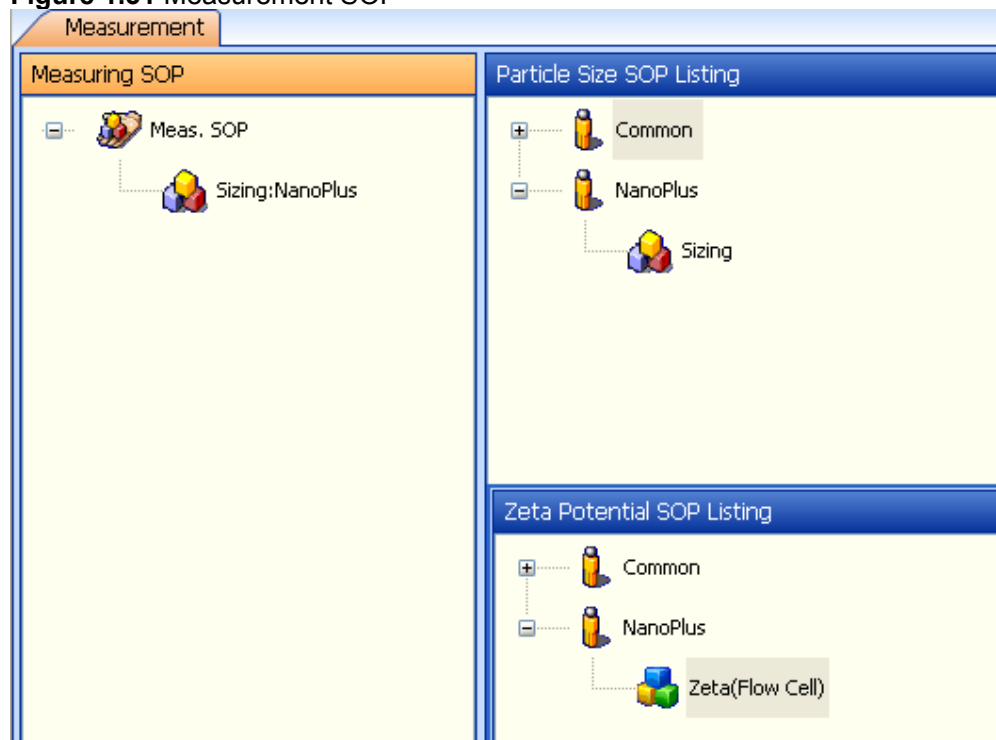 Measurement SOP
Measurement
Measuring SOP
Meas. SOP
Sizing:NanoPlus
Particle Size SOP Listing
Common
NanoPlus
Sizing
Zeta Potential SOP Listing
Common
NanoPlus
Zeta(Flow Cell)